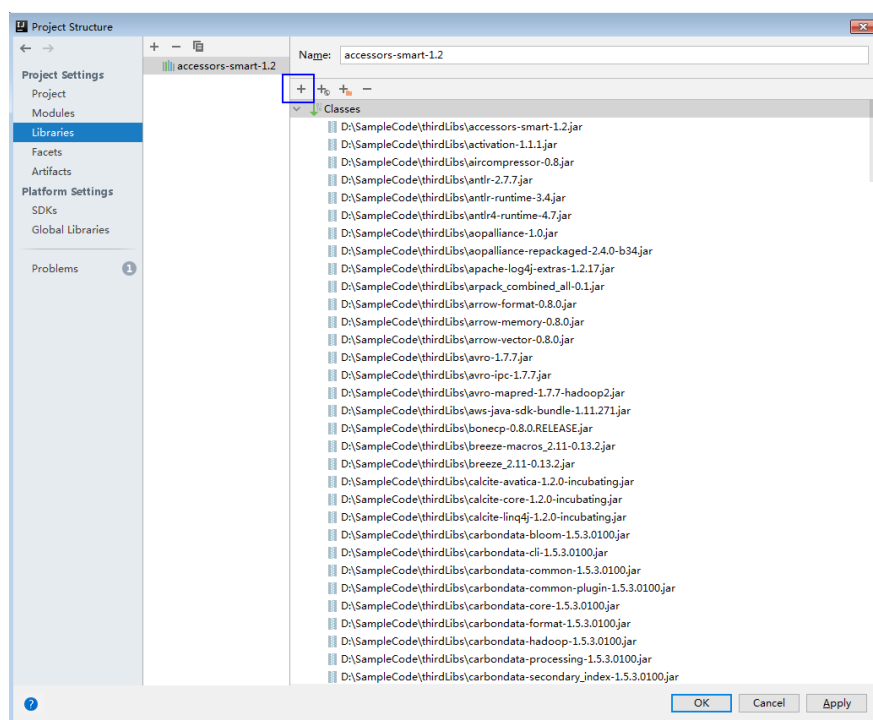 Project Structure
Project Settings
Project
Modules
Libraries
Facets
Artifacts
Platform Settings
SDKs
Global Libraries
Problems 1
accessors-smart-1.2
Name: accessors-smart-1.2
Classes
D:\SampleCode\thirdLibs\accessors-smart-1.2.jar
D:\SampleCode\thirdLibs\activation-1.1.1.jar
D:\SampleCode\thirdLibs\aircompressor-0.8.jar
D:\SampleCode\thirdLibs\antlr-2.7.7.jar
D:\SampleCode\thirdLibs\antlr-runtime-3.4.jar
D:\SampleCode\thirdLibs\antlr4-runtime-4.7.jar
D:\SampleCode\thirdLibs\aopalliance-1.0.jar
D:\SampleCode\thirdLibs\aopalliance-repackaged-2.4.0-b34.jar
D:\SampleCode\thirdLibs\apache-log4j-extras-1.2.17.jar
D:\SampleCode\thirdLibs\arpack_combined_all-0.1.jar
D:\SampleCode\thirdLibs\arrow-format-0.8.0.jar
D:\SampleCode\thirdLibs\arrow-memory-0.8.0.jar
D:\SampleCode\thirdLibs\arrow-vector-0.8.0.jar
D:\SampleCode\thirdLibs\avro-1.7.7.jar
D:\SampleCode\thirdLibs\avro-ipc-1.7.7.jar
D:\SampleCode\thirdLibs\avro-mapred-1.7.7-hadoop2.jar
D:\SampleCode\thirdLibs\aws-java-sdk-bundle-1.11.271.jar
D:\SampleCode\thirdLibs\bonecp-0.8.0.RELEASE.jar
D:\SampleCode\thirdLibs\breeze-macros_2.11-0.13.2.jar
D:\SampleCode\thirdLibs\breeze_2.11-0.13.2.jar
D:\SampleCode\thirdLibs\calcite-avatica-1.2.0-incubating.jar
D:\SampleCode\thirdLibs\calcite-core-1.2.0-incubating.jar
D:\SampleCode\thirdLibs\calcite-linq4j-1.2.0-incubating.jar
D:\SampleCode\thirdLibs\carbondata-bloom-1.5.3.0100.jar
D:\SampleCode\thirdLibs\carbondata-cli-1.5.3.0100.jar
D:\SampleCode\thirdLibs\carbondata-common-1.5.3.0100.jar
D:\SampleCode\thirdLibs\carbondata-common-plugin-1.5.3.0100.jar
D:\SampleCode\thirdLibs\carbondata-core-1.5.3.0100.jar
D:\SampleCode\thirdLibs\carbondata-format-1.5.3.0100.jar
D:\SampleCode\thirdLibs\carbondata-hadoop-1.5.3.0100.jar
D:\SampleCode\thirdLibs\carbondata-processing-1.5.3.0100.jar
D:\SampleCode\thirdLibs\carbondata-secondary_index-1.5.3.0100.jar
OK Cancel Apply